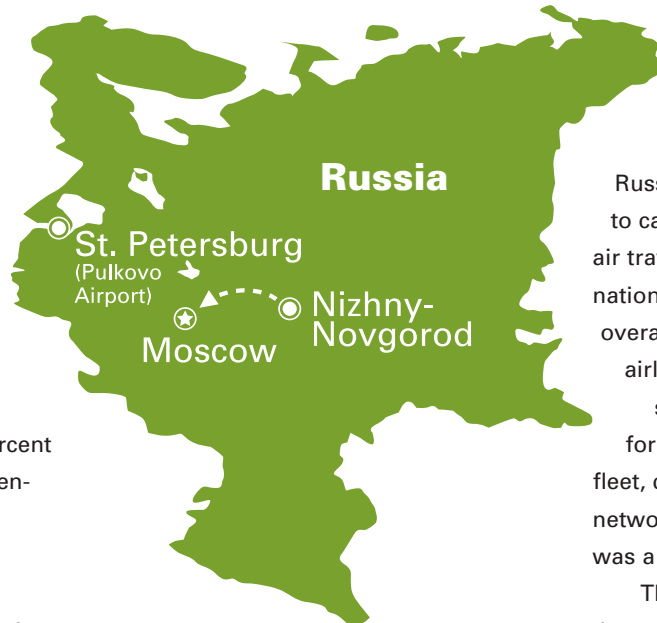 Russia
St. Petersburg
(Pulkovo
Airport)
Moscow
Nizhny-
Novgorod
rcent
en-
Russ
to ca
air trav
nation
overa
airl
s
for
fleet, c
netwo
was a
Th